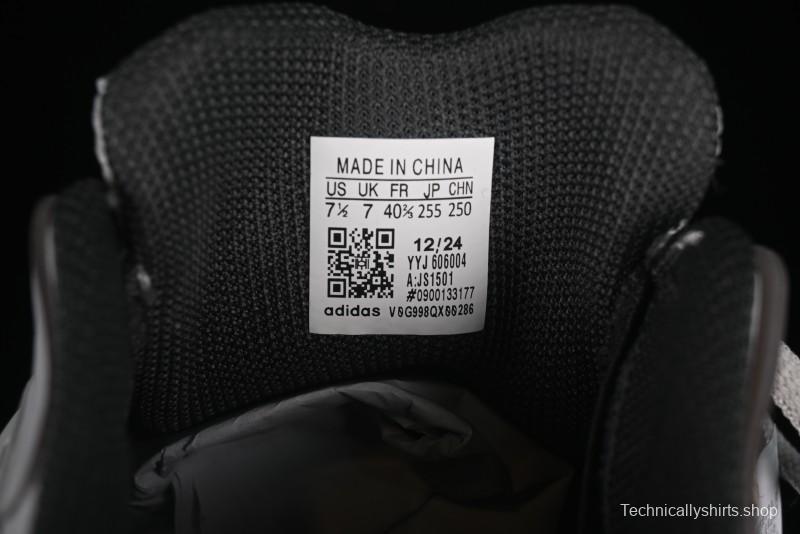 MADE IN CHINA
US UK FR JP CHN
7½ 7 40⅔ 255 250
12/24
YYJ 606004
A:JS1501
#0900133177
adidas V0G998QX00286
Technicallyshirts.shop